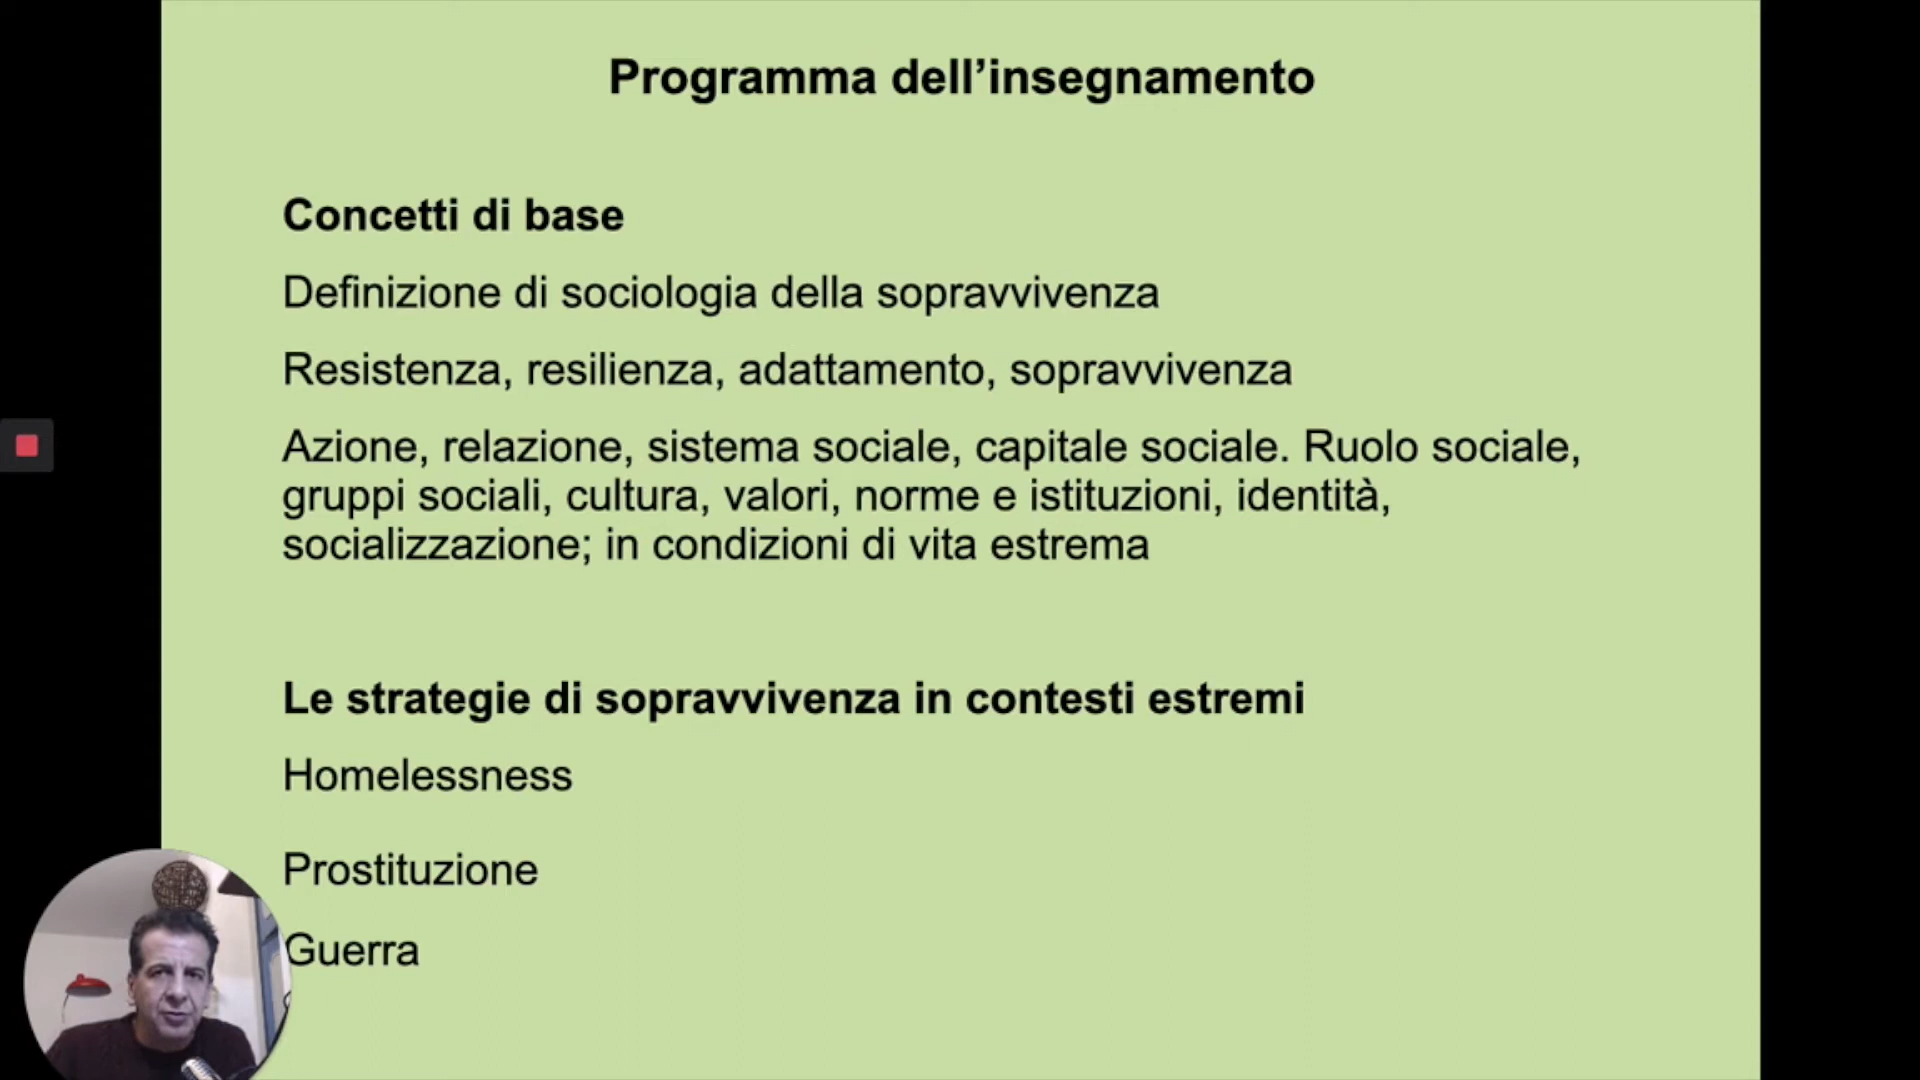 Programma dell’insegnamento
Concetti di base
Definizione di sociologia della sopravvivenza
Resistenza, resilienza, adattamento, sopravvivenza
Azione, relazione, sistema sociale, capitale sociale. Ruolo sociale,
gruppi sociali, cultura, valori, norme e istituzioni, identità,
socializzazione; in condizioni di vita estrema
Le strategie di sopravvivenza in contesti estremi
Homelessness
Prostituzione
Guerra